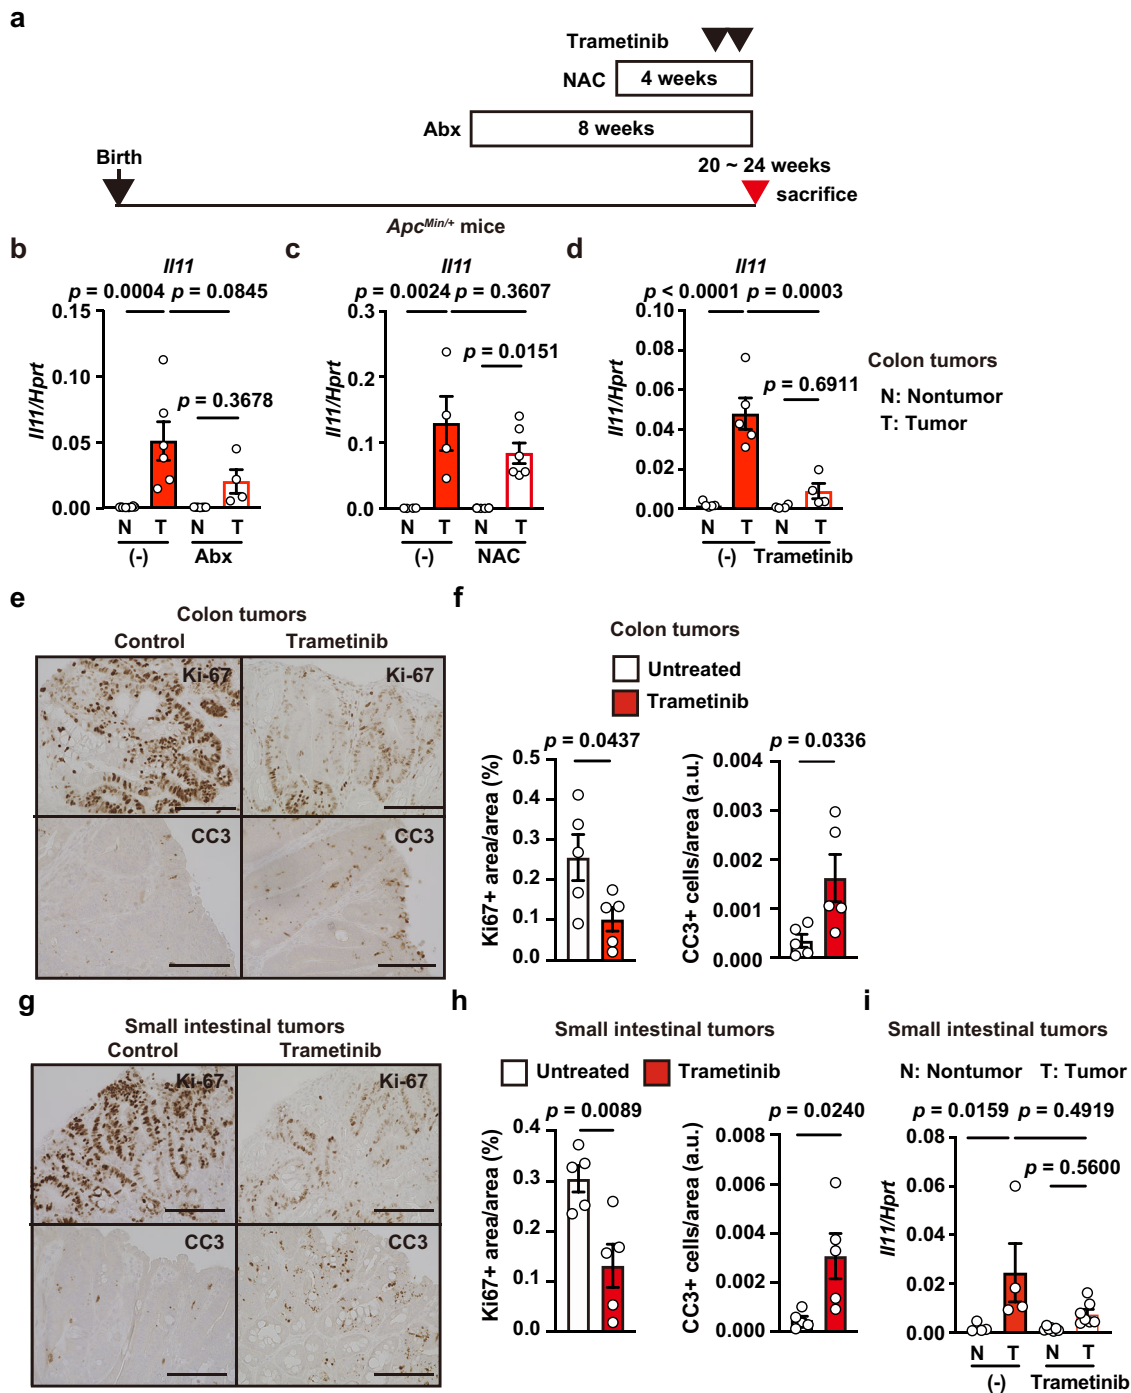 a
Trametinib
NAC
4 weeks
Abx
8 weeks
Birth
20 ~ 24 weeks
sacrifice
Apc^Min/+ mice
b
Il11
p = 0.0004 p = 0.0845
0.15
0.10
0.05
0.00
Il11/Hprt
p = 0.3678
N T N T
(-) Abx
c
Il11
p = 0.0024 p = 0.3607
0.3
0.2
0.1
0.0
Il11/Hprt
p = 0.0151
N T N T
(-) NAC
d
Il11
p < 0.0001 p = 0.0003
0.10
0.08
0.06
0.04
0.02
0.00
Il11/Hprt
p = 0.6911
N T N T
(-) Trametinib
Colon tumors
N: Nontumor
T: Tumor
e
Colon tumors
Control Trametinib
Ki-67 Ki-67
CC3 CC3
f
Colon tumors
Untreated
Trametinib
p = 0.0437
0.5
0.4
0.3
0.2
0.1
0.0
Ki67+ area/area (%)
p = 0.0336
0.004
0.003
0.002
0.001
0.000
CC3+ cells/area (a.u.)
g
Small intestinal tumors
Control Trametinib
Ki-67 Ki-67
CC3 CC3
h
Small intestinal tumors
Untreated Trametinib
p = 0.0089
0.4
0.3
0.2
0.1
0.0
Ki67+ area/area (%)
p = 0.0240
0.008
0.006
0.004
0.002
0.000
CC3+ cells/area (a.u.)
i
Small intestinal tumors
N: Nontumor T: Tumor
p = 0.0159 p = 0.4919
0.08
0.06
0.04
0.02
0.00
Il11/Hprt
p = 0.5600
N T N T
(-) Trametinib